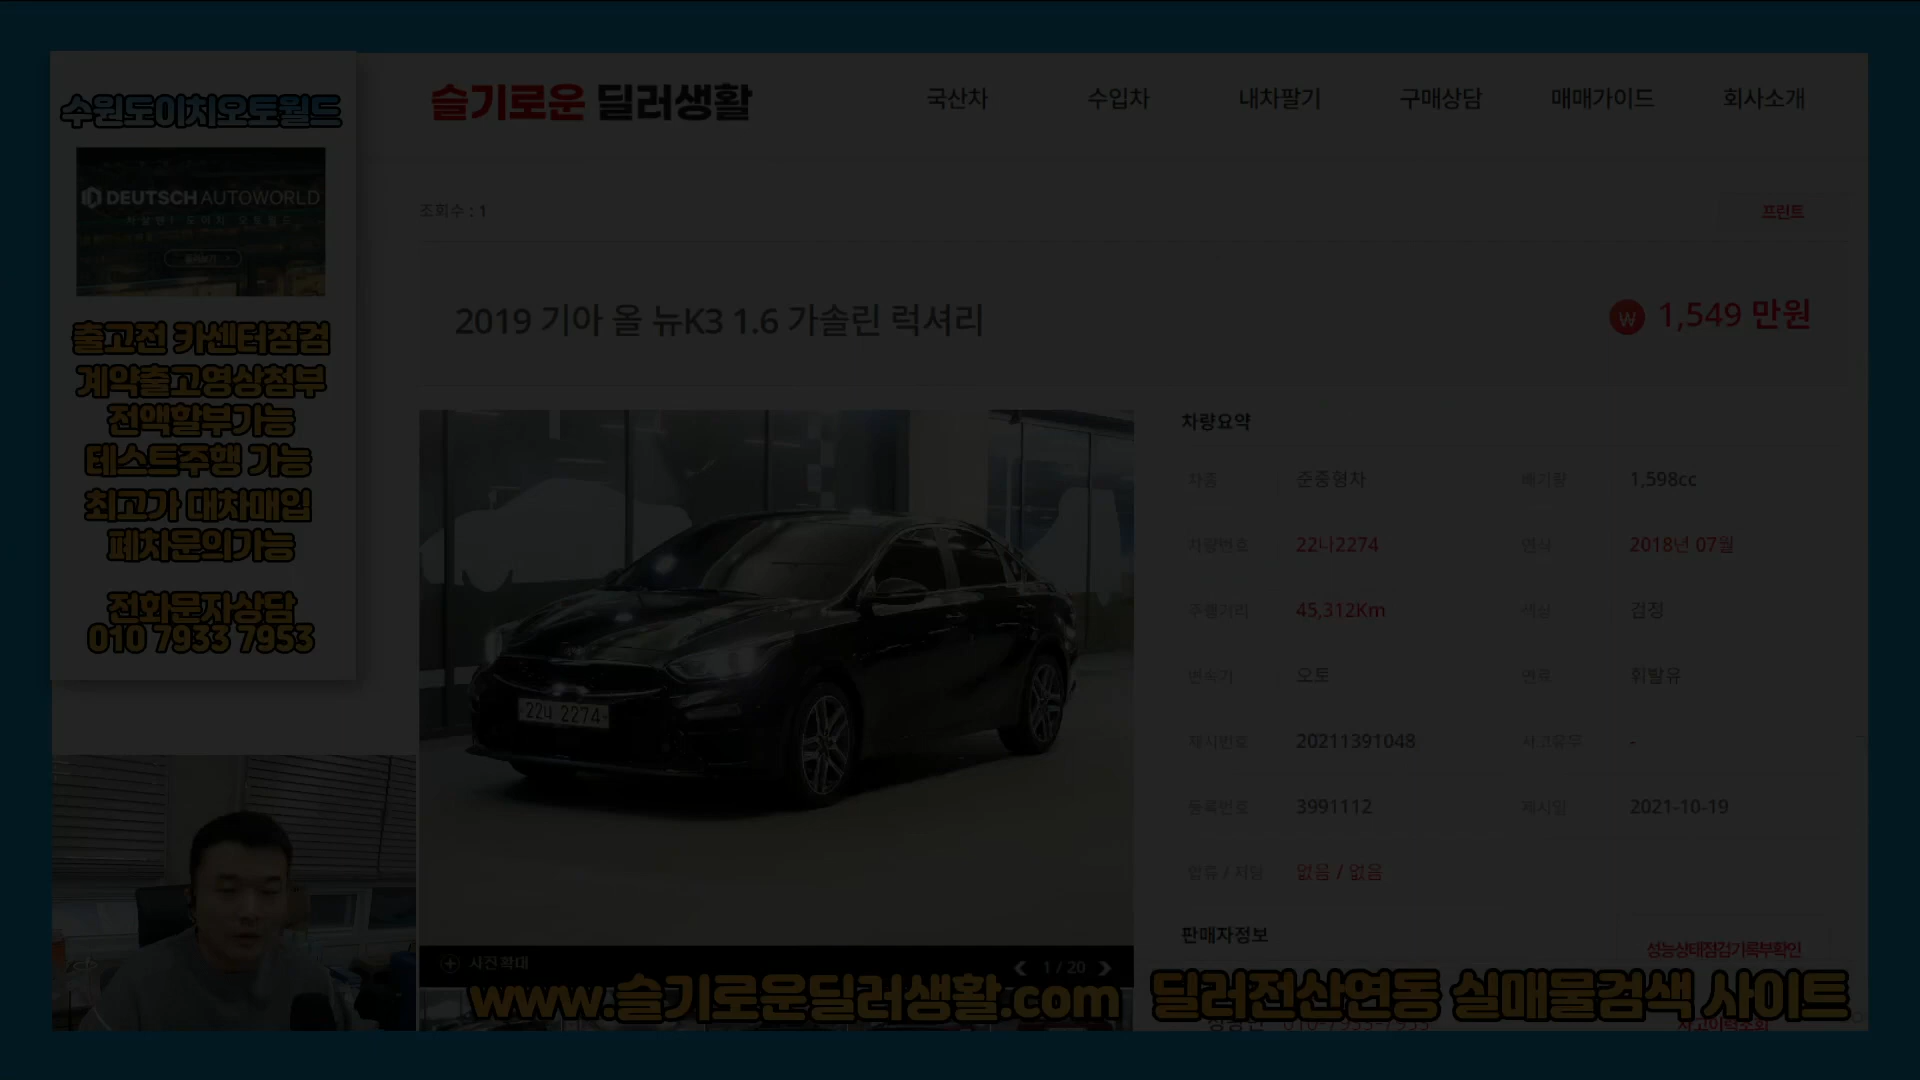 수원도이치오토월드
DEUTSCH AUTOWORLD
출고전 카센터점검
계약출고영상첨부
전액할부가능
테스트주행 가능
최고가 대차매입
폐차문의가능
전화문자상담
010 7933 7953
슬기로운 딜러생활
국산차 수입차 내차팔기 구매상담 매매가이드 회사소개
조회수 : 1
프린트
2019 기아 올 뉴K3 1.6 가솔린 럭셔리
₩ 1,549 만원
22나 2274
사진확대
1 / 20
차량요약
차종 준중형차 배기량 1,598cc
차량번호 22나2274 연식 2018년 07월
주행거리 45,312Km 색상 검정
변속기 오토 연료 휘발유
제시번호 20211391048 사고유무 -
등록번호 3991112 제시일 2021-10-19
압류 / 저당 없음 / 없음
판매자정보
성능상태점검기록부확인
www.슬기로운딜러생활.com 딜러전산연동 실매물검색 사이트
010-7933-7953
사고이력조회